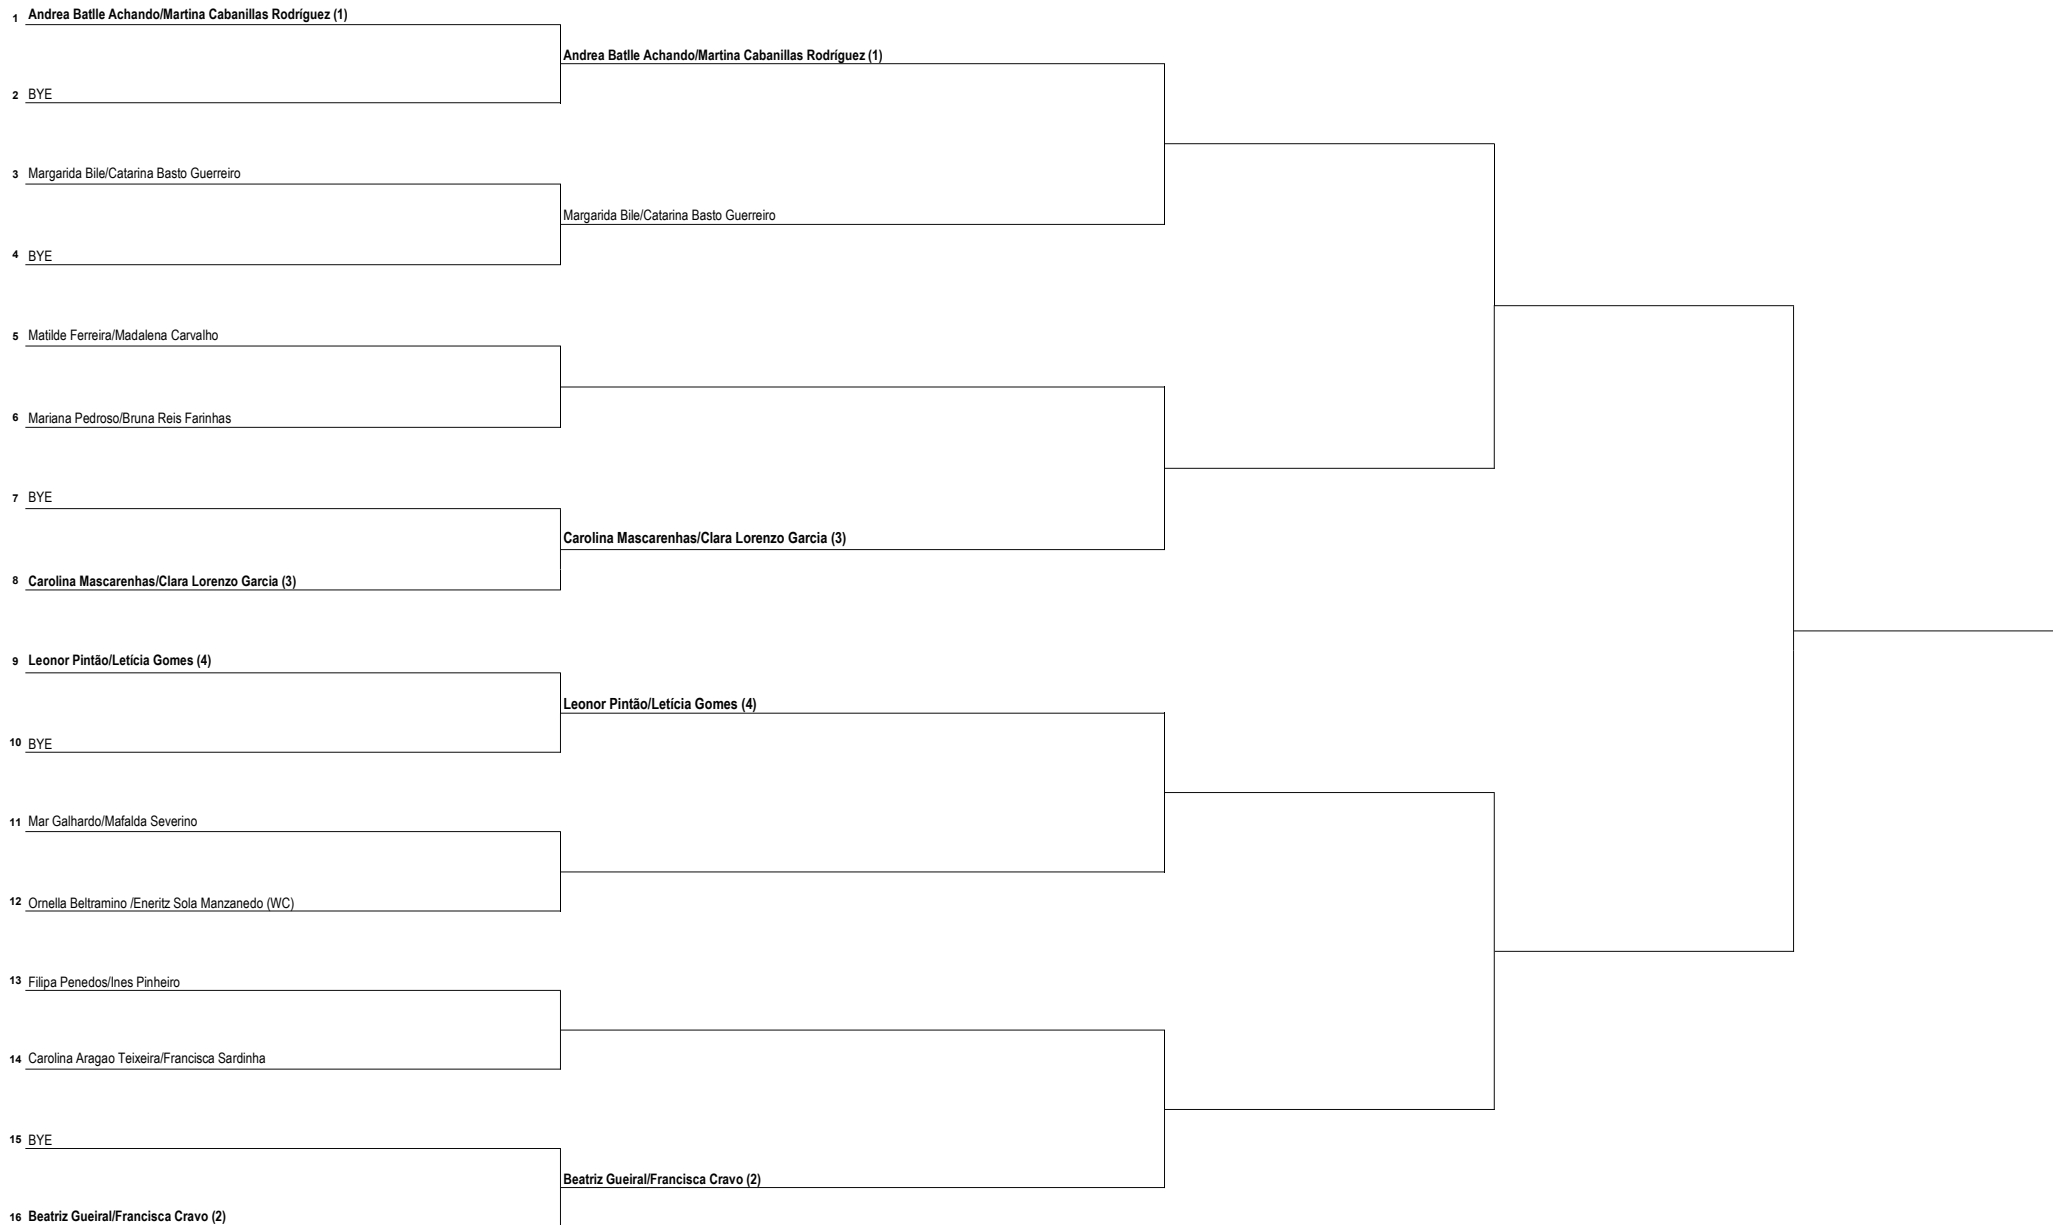 1 Andrea Batlle Achando/Martina Cabanillas Rodríguez (1)
Andrea Batlle Achando/Martina Cabanillas Rodríguez (1)
2 BYE
3 Margarida Bile/Catarina Basto Guerreiro
Margarida Bile/Catarina Basto Guerreiro
4 BYE
5 Matilde Ferreira/Madalena Carvalho
6 Mariana Pedroso/Bruna Reis Farinhas
7 BYE
Carolina Mascarenhas/Clara Lorenzo Garcia (3)
8 Carolina Mascarenhas/Clara Lorenzo Garcia (3)
9 Leonor Pintão/Letícia Gomes (4)
Leonor Pintão/Letícia Gomes (4)
10 BYE
11 Mar Galhardo/Mafalda Severino
12 Ornella Beltramino /Eneritz Sola Manzanedo (WC)
13 Filipa Penedos/Ines Pinheiro
14 Carolina Aragao Teixeira/Francisca Sardinha
15 BYE
Beatriz Gueiral/Francisca Cravo (2)
16 Beatriz Gueiral/Francisca Cravo (2)